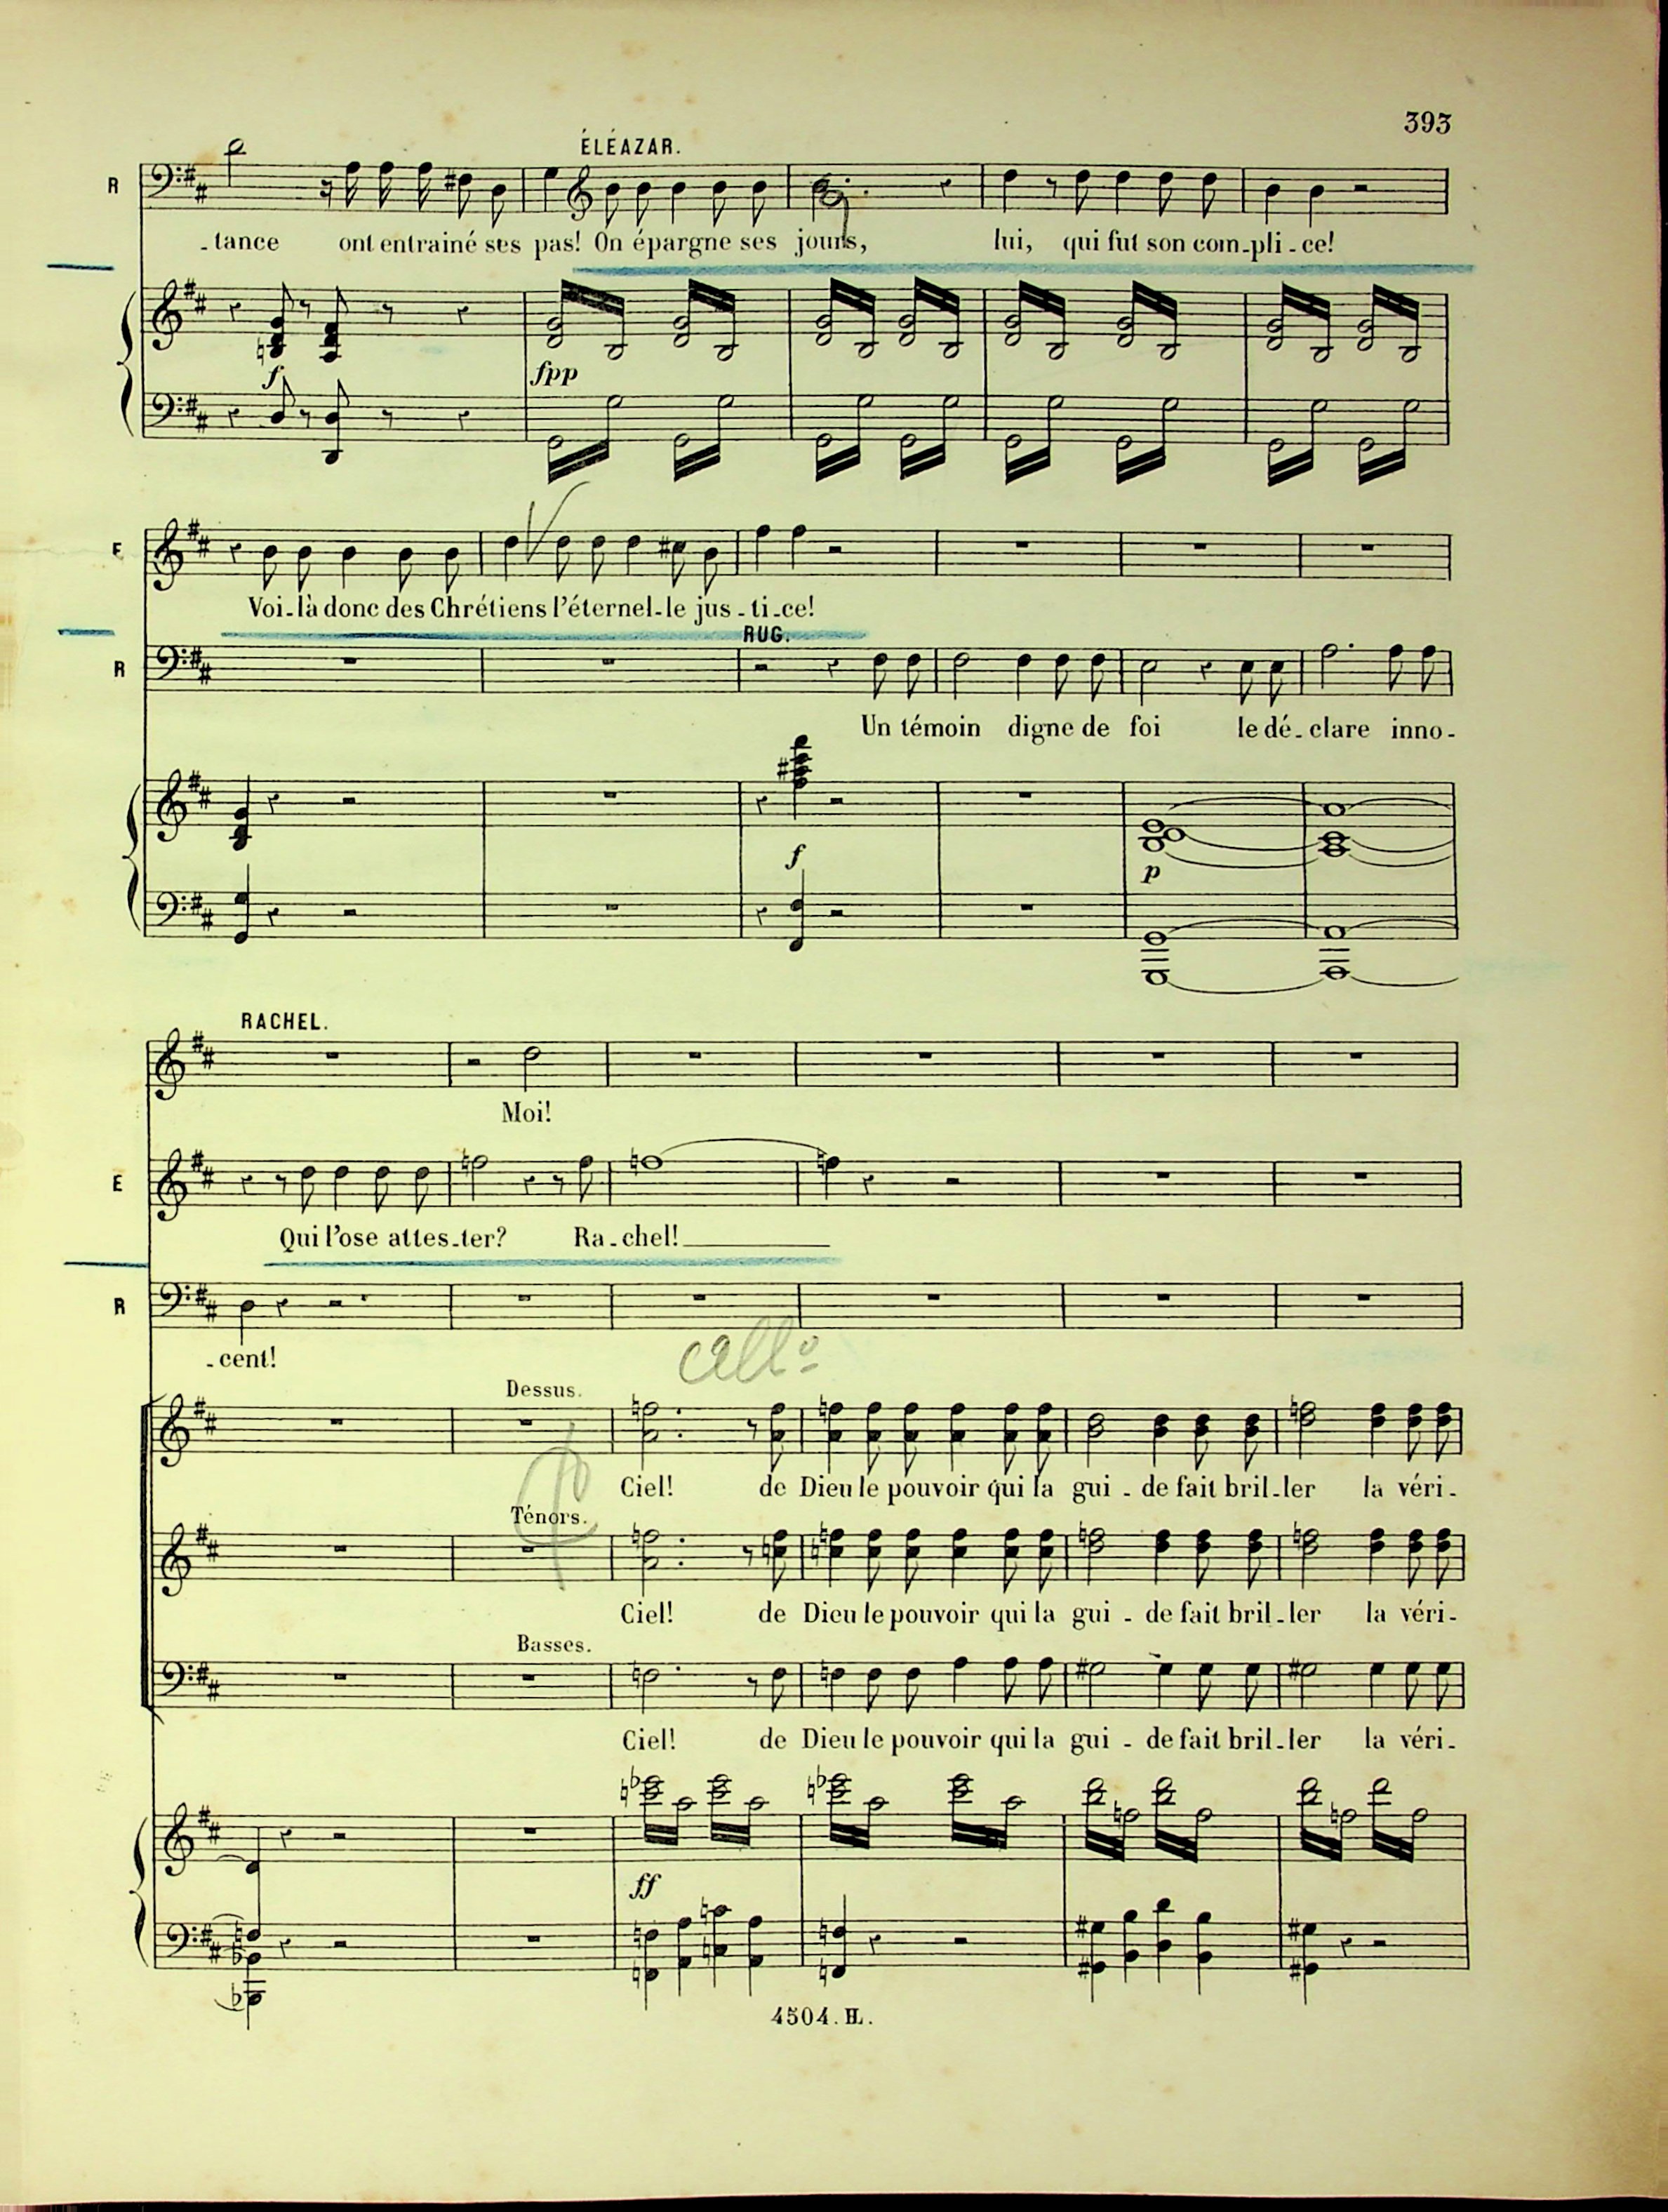 393
ÉLÉAZAR.
R
-tance ont entrainé ses pas! On épargne ses jours, lui, qui fut son com-pli-ce!
f fpp
E
Voi-là donc des Chrétiens l'éternel-le jus-ti-ce!
RUG.
R
Un témoin digne de foi le dé-clare inno-
f p
RACHEL.
Moi!
E
Qui l'ose attes-ter? Ra-chel!
R
-cent!
Dessus.
Ciel! de Dieu le pouvoir qui la gui-de fait bril-ler la véri-
Ténors.
Ciel! de Dieu le pouvoir qui la gui-de fait bril-ler la véri-
Basses.
Ciel! de Dieu le pouvoir qui la gui-de fait bril-ler la véri-
ff
4504. H.